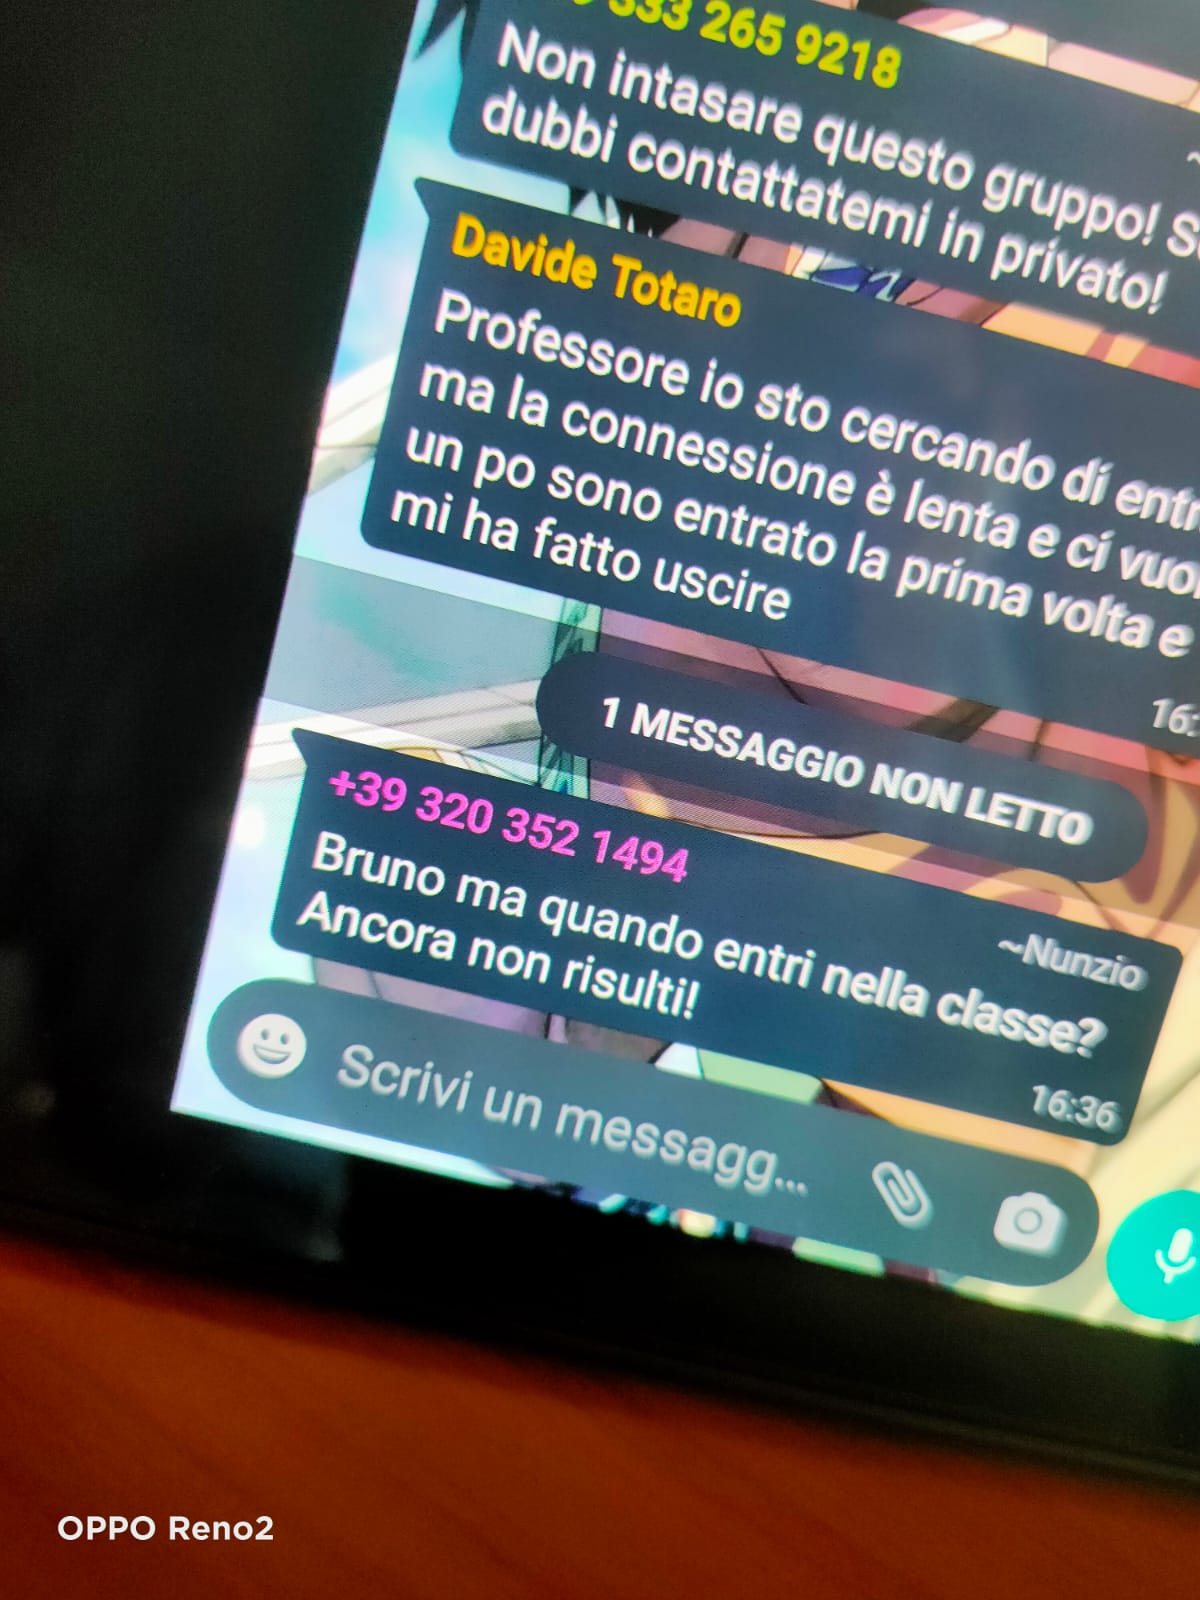 333 265 9218
Non intasare questo gruppo!
dubbi contattatemi in privato!
Davide Totaro
Professore io sto cercando di
ma la connessione è lenta e ci
un po sono entrato la prima volta e
mi ha fatto uscire
16:
1 MESSAGGIO NON LETTO
+39 320 352 1494
~Nunzio
Bruno ma quando entri nella classe?
Ancora non risulti!
16:36
Scrivi un messagg...
OPPO Reno2